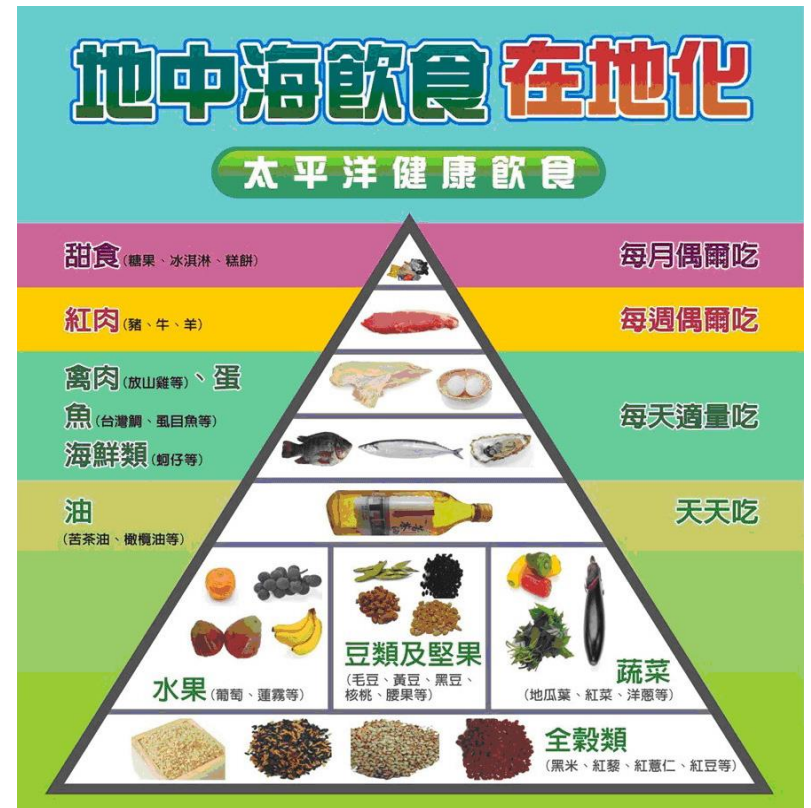 地中海飲食在地化
太平洋健康飲食
甜食(糖果、冰淇淋、糕餅)
每月偶爾吃
紅肉(豬、牛、羊)
每週偶爾吃
禽肉(放山雞等)、蛋
魚(台灣鯛、虱目魚等)
海鮮類(蚵仔等)
每天適量吃
油
(苦茶油、橄欖油等)
天天吃
水果(葡萄、蓮霧等)
豆類及堅果
(毛豆、黃豆、黑豆、
核桃、腰果等)
蔬菜
(地瓜葉、紅菜、洋蔥等)
全穀類
(黑米、紅藜、紅薏仁、紅豆等)